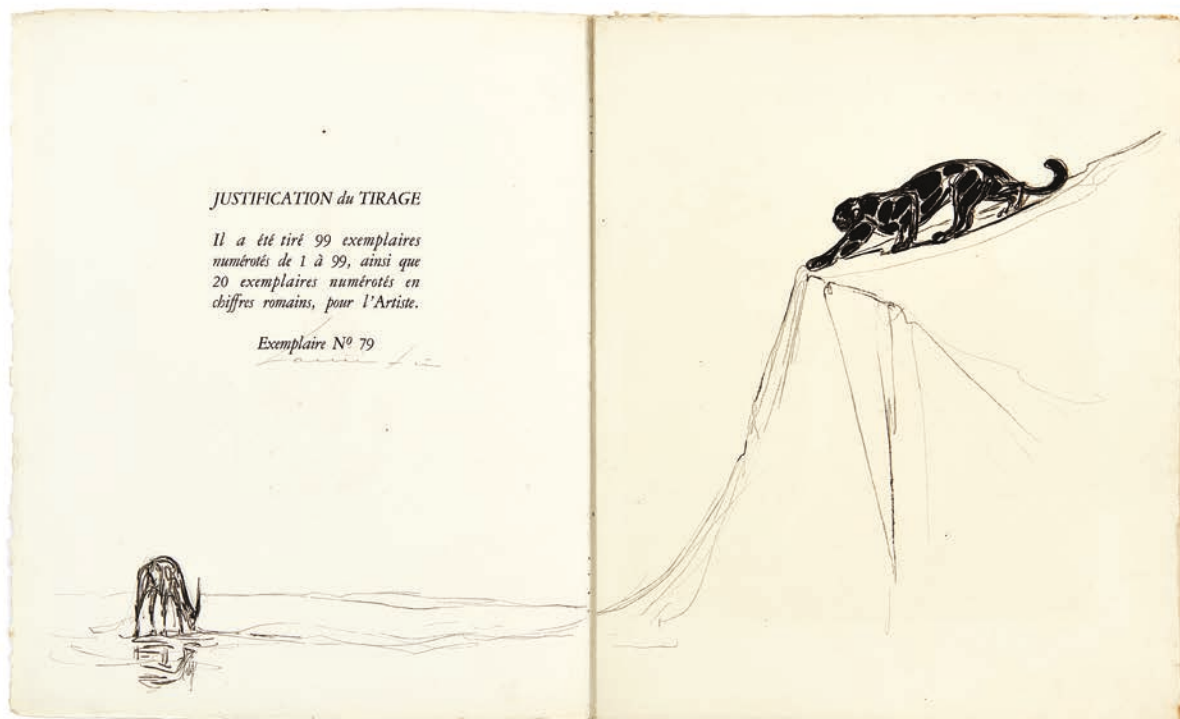 JUSTIFICATION du TIRAGE
Il a été tiré 99 exemplaires
numérotés de 1 à 99, ainsi que
20 exemplaires numérotés en
chiffres romains, pour l'Artiste.
Exemplaire Nº 79